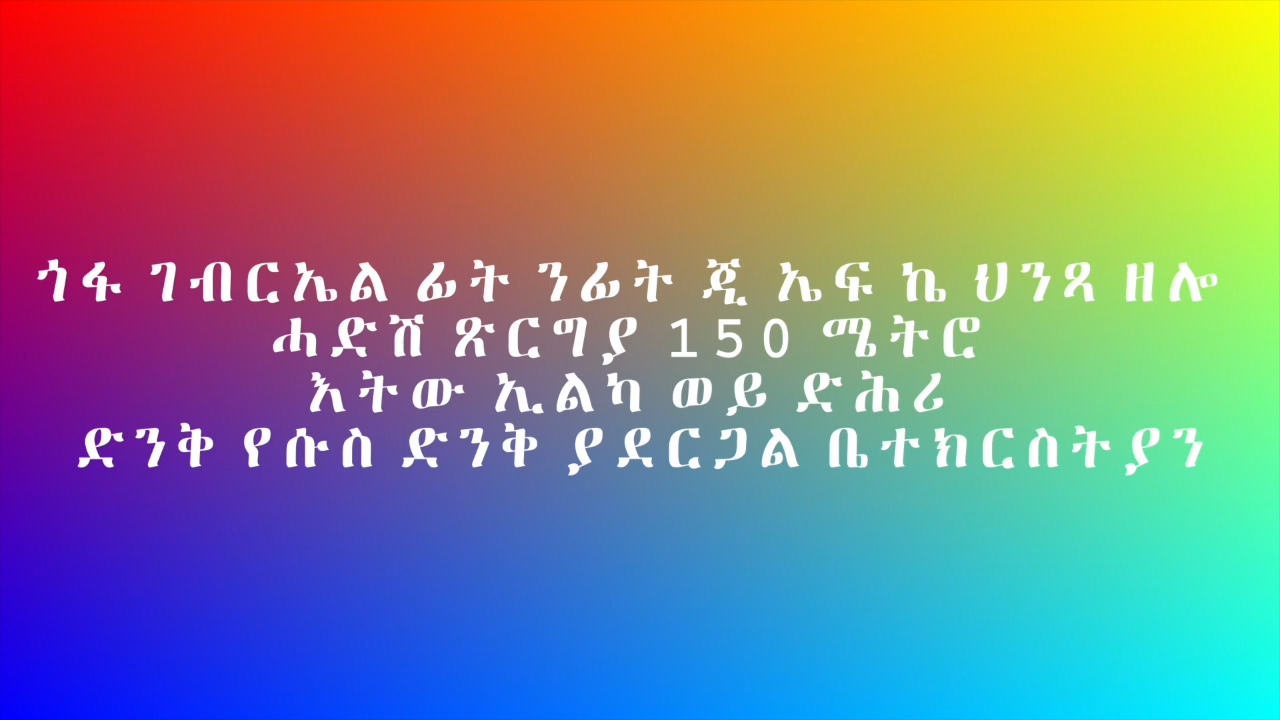 ጎፋ ገብርኤል ፊት ንፊት ጂ ኤፍ ኬ ህንጻ ዘሎ
ሓድሽ ጽርግያ 150 ሜትሮ
እትው ኢልካ ወይ ድሕሪ
ድንቅ የሱስ ድንቅ ያደርጋል ቤተክርስትያን